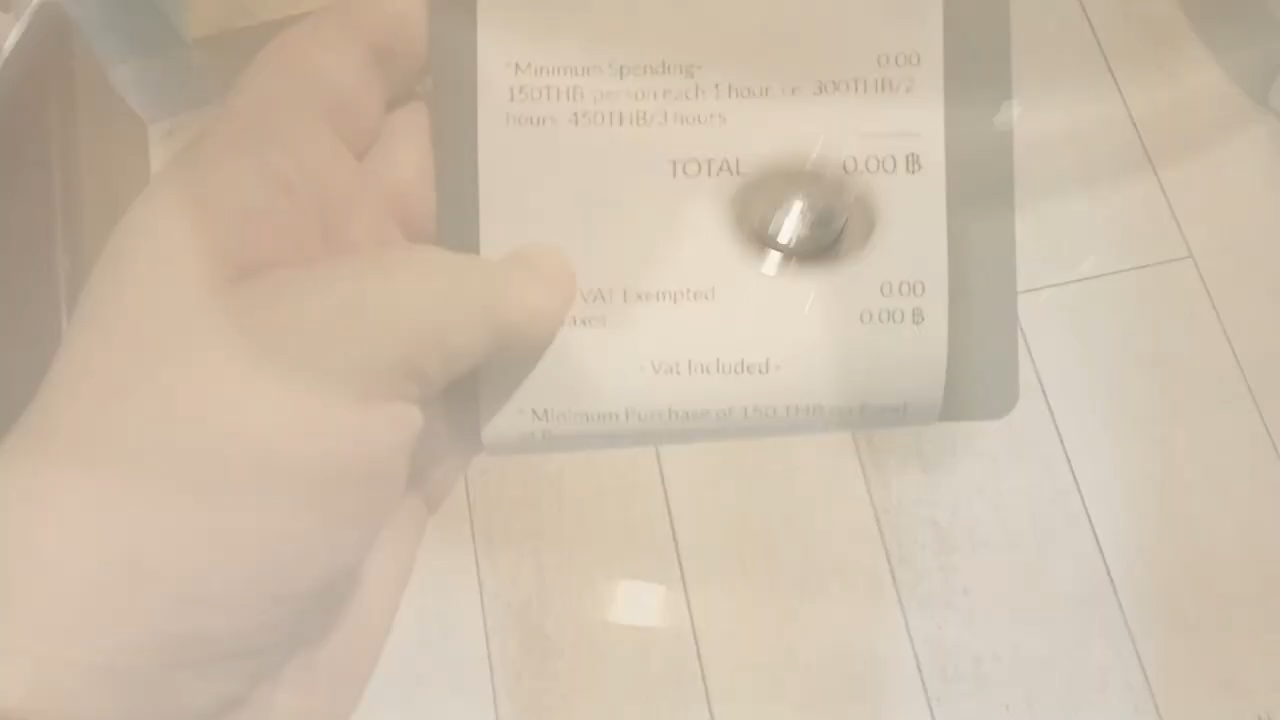 *Minimum Spending- 0.00
150THB person each 1 hour. i.e. 300THB/2
hours, 450THB/3 hours
TOTAL 0.00 ฿
VAT Exempted 0.00
Taxes 0.00 ฿
- Vat Included -
* Minimum Purchase of 150 THB on Food